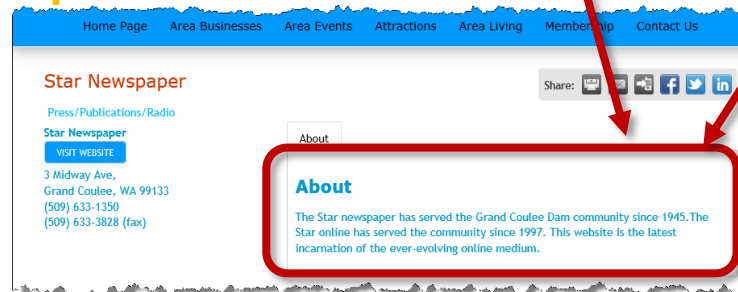 Home Page Area Businesses Area Events Attractions Area Living Membership Contact Us
Star Newspaper
Share:
Press/Publications/Radio
Star Newspaper
VISIT WEBSITE
3 Midway Ave,
Grand Coulee, WA 99133
(509) 633-1350
(509) 633-3828 (fax)
About
About
The Star newspaper has served the Grand Coulee Dam community since 1945.The
Star online has served the community since 1997. This website is the latest
incarnation of the ever-evolving online medium.